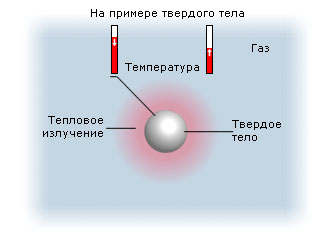 На примере твердого тела
Газ
Температура
Тепловое
излучение
Твердое
тело